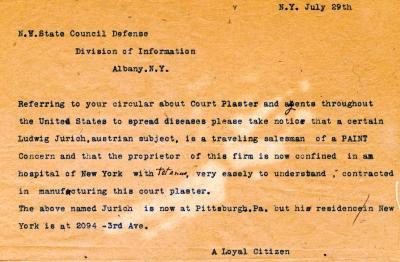 N.Y. July 29th
N.Y.State Council Defense
Division of Information
Albany.N.Y.
Referring to your circular about Court Plaster and agents throughout
the United States to spread diseases please take notice that a certain
Ludwig Jurich,austrian subject, is a traveling salesman of a PAINT
Concern and that the proprietor of this firm is now confined in am
hospital of New York with tetanus, very easely to understand, contracted
in manufacturing this court plaster.
The above named Jurich is now at Pittsburgh.Pa. but his residence in New
York is at 2094 -3rd Ave.
A Loyal Citizen